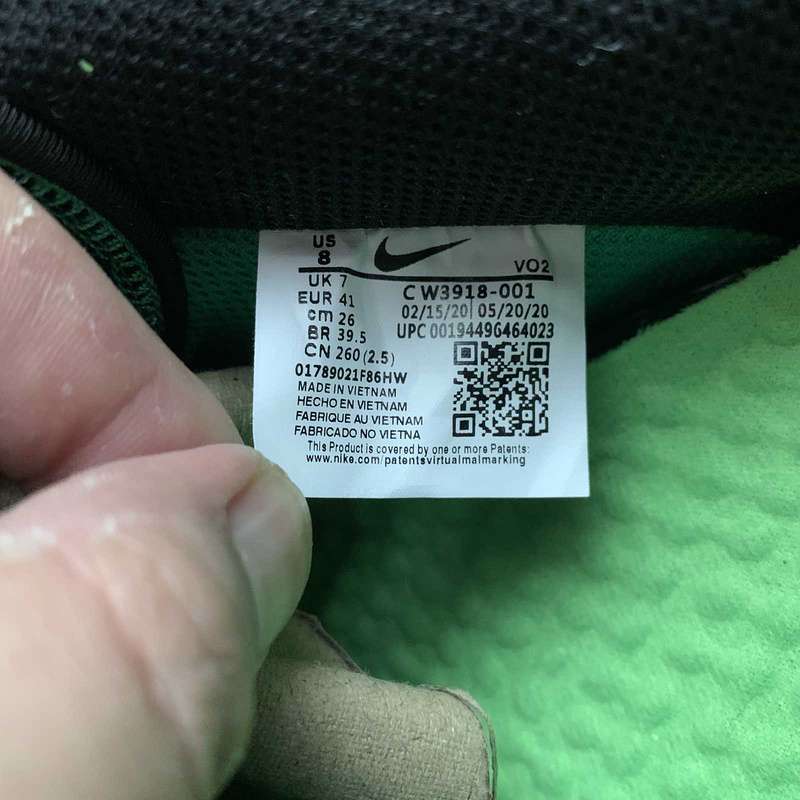 US
8
VO2
UK 7
EUR 41
cm 26
BR 39.5
CN 260 (2.5)
CW3918-001
02/15/20 05/20/20
UPC 00194496464023
01789021F86HW
MADE IN VIETNAM
HECHO EN VIETNAM
FABRIQUE AU VIETNAM
FABRICADO NO VIETNA
This Product is covered by one or more Patents:
www.nike.com/patentsvirtualmalmarking